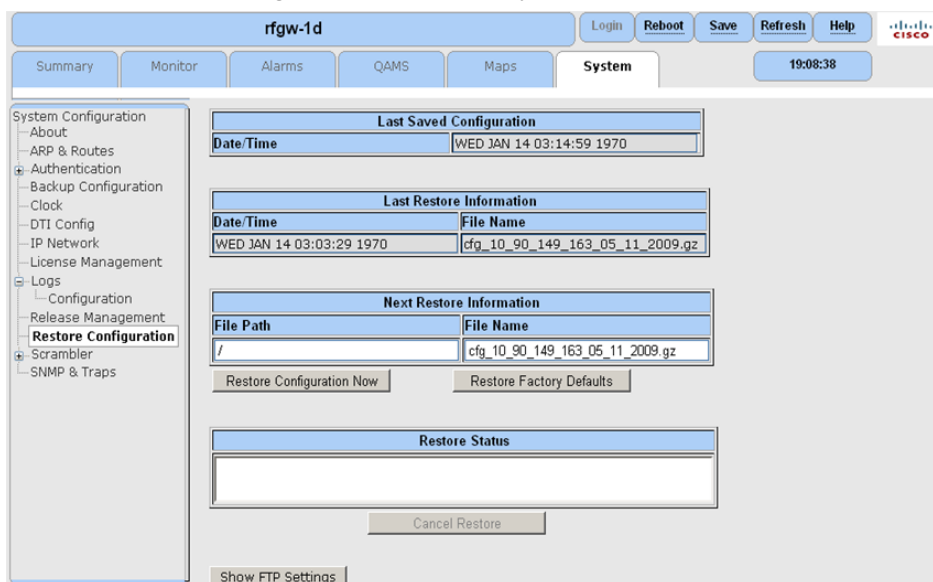 rfgw-1d
Login Reboot Save Refresh Help
CISCO
Summary Monitor Alarms QAMS Maps System
19:08:38
System Configuration
About
ARP & Routes
Authentication
Backup Configuration
Clock
DTI Config
IP Network
License Management
Logs
Configuration
Release Management
Restore Configuration
Scrambler
SNMP & Traps
Last Saved Configuration
Date/Time WED JAN 14 03:14:59 1970
Last Restore Information
Date/Time File Name
WED JAN 14 03:03:29 1970 cfg_10_90_149_163_05_11_2009.gz
Next Restore Information
File Path File Name
/ cfg_10_90_149_163_05_11_2009.gz
Restore Configuration Now Restore Factory Defaults
Restore Status
Cancel Restore
Show FTP Settings